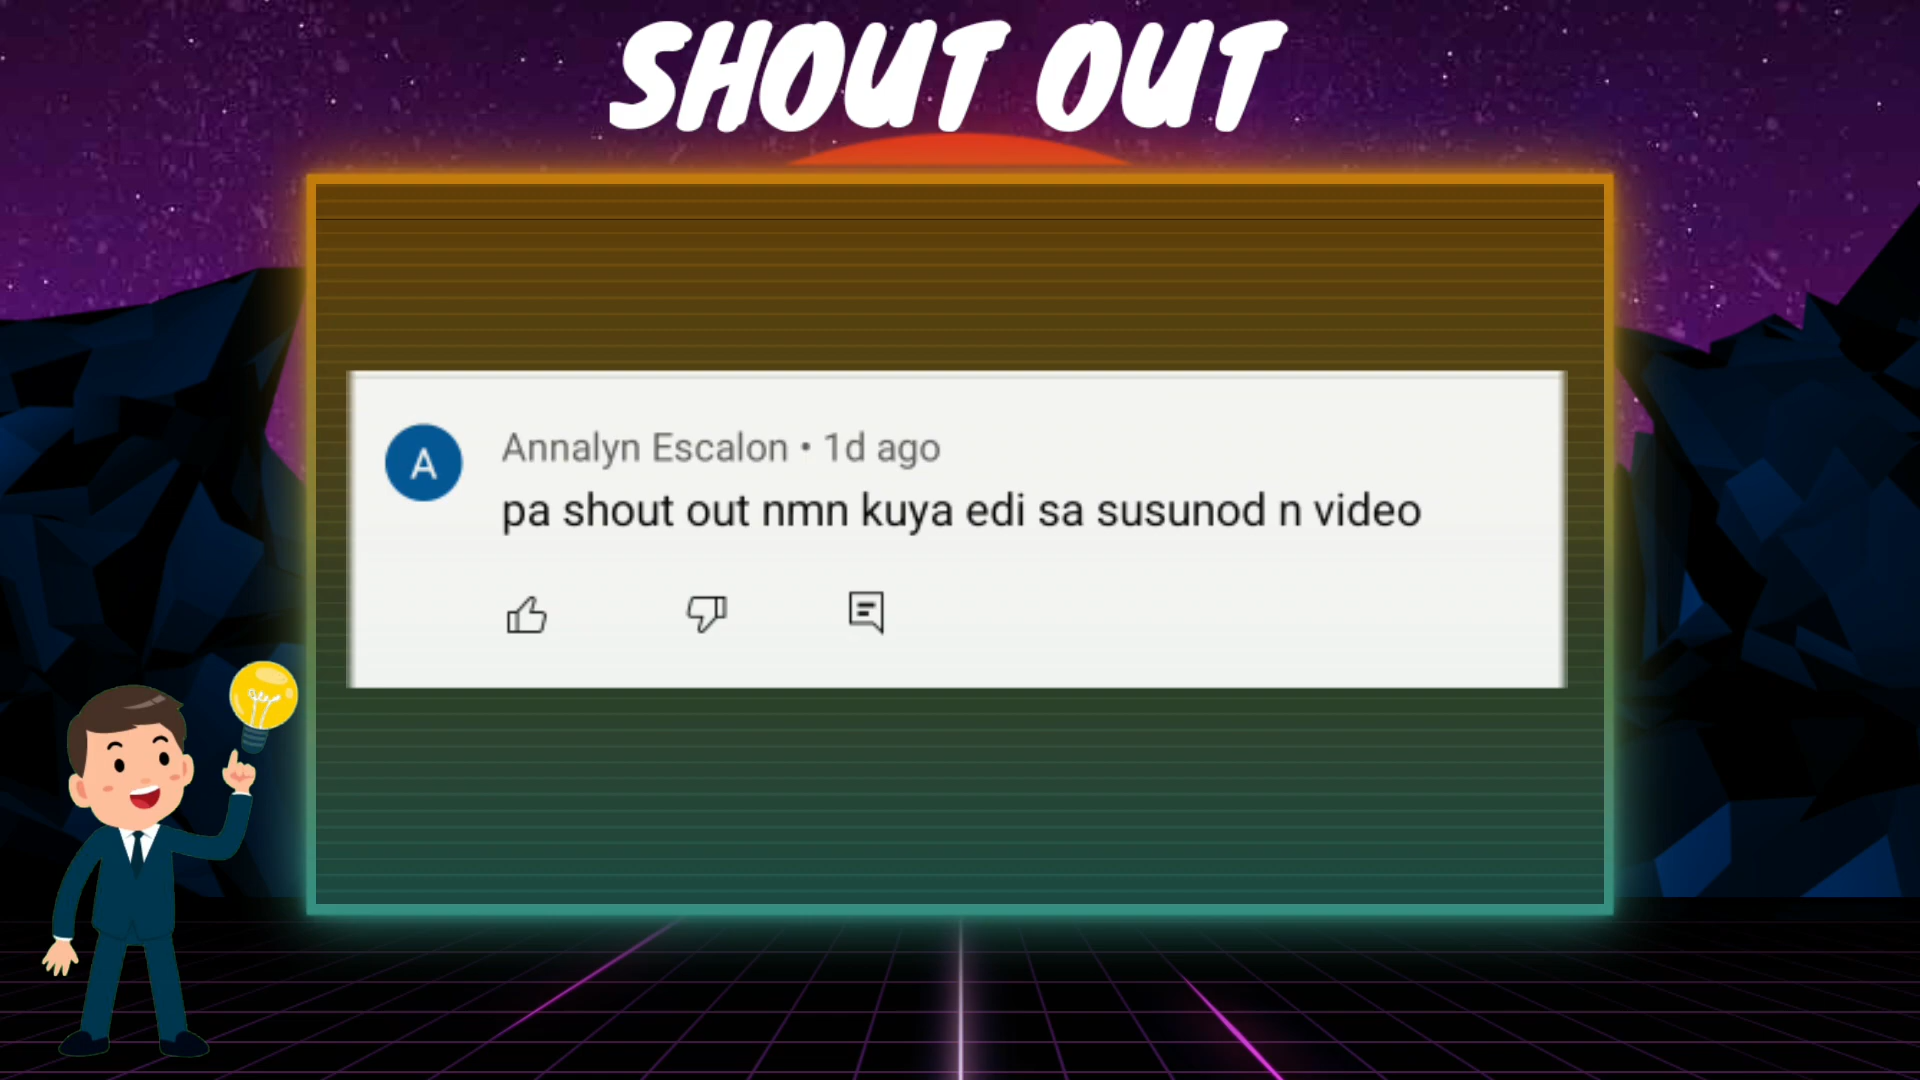 SHOUT OUT
A
Annalyn Escalon • 1d ago
pa shout out nmn kuya edi sa susunod n video